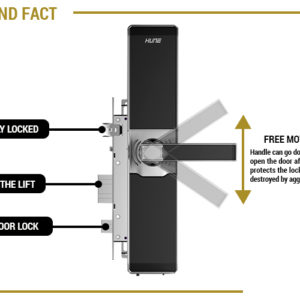 ND FACT
HUNE
Y LOCKED
FREE MO
Handle can go do
open the door af
protects the lock
destroyed by agg
THE LIFT
OOR LOCK